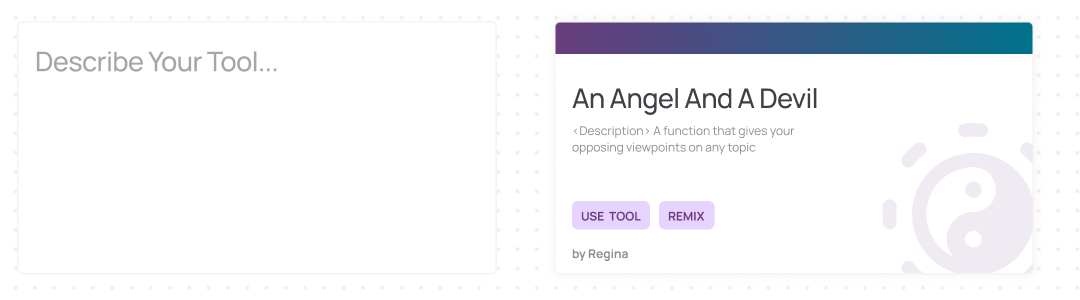 Describe Your Tool...
An Angel And A Devil
<Description> A function that gives your
opposing viewpoints on any topic
USE TOOL
REMIX
by Regina